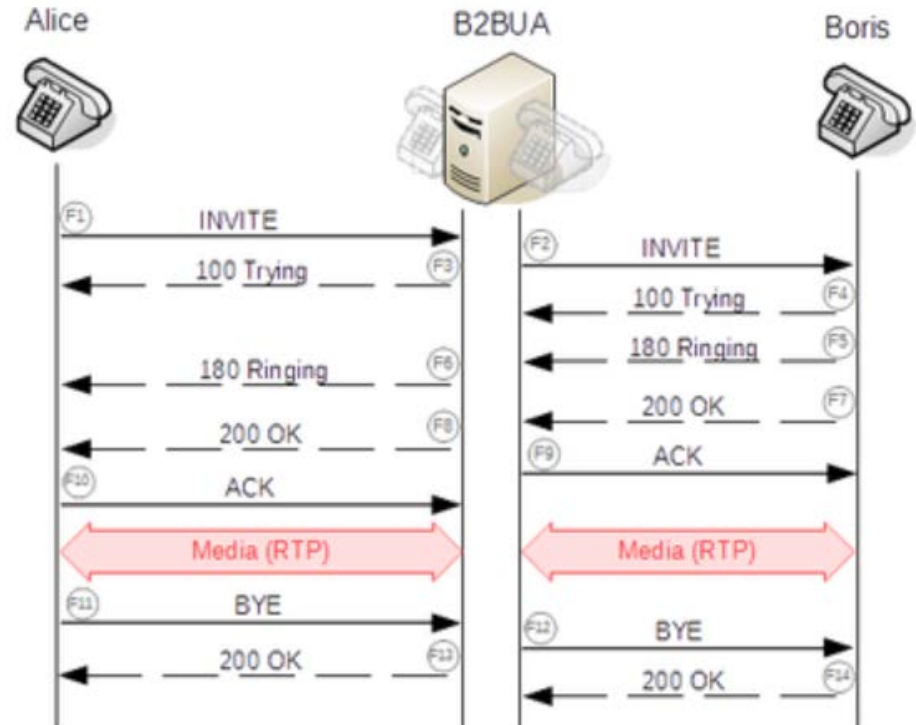 Alice
B2BUA
Boris
F1 INVITE
F2 INVITE
100 Trying F3
100 Trying F4
180 Ringing F5
180 Ringing F6
200 OK F7
200 OK F8
F9 ACK
F10 ACK
Media (RTP)
Media (RTP)
F11 BYE
F12 BYE
200 OK F13
200 OK F14